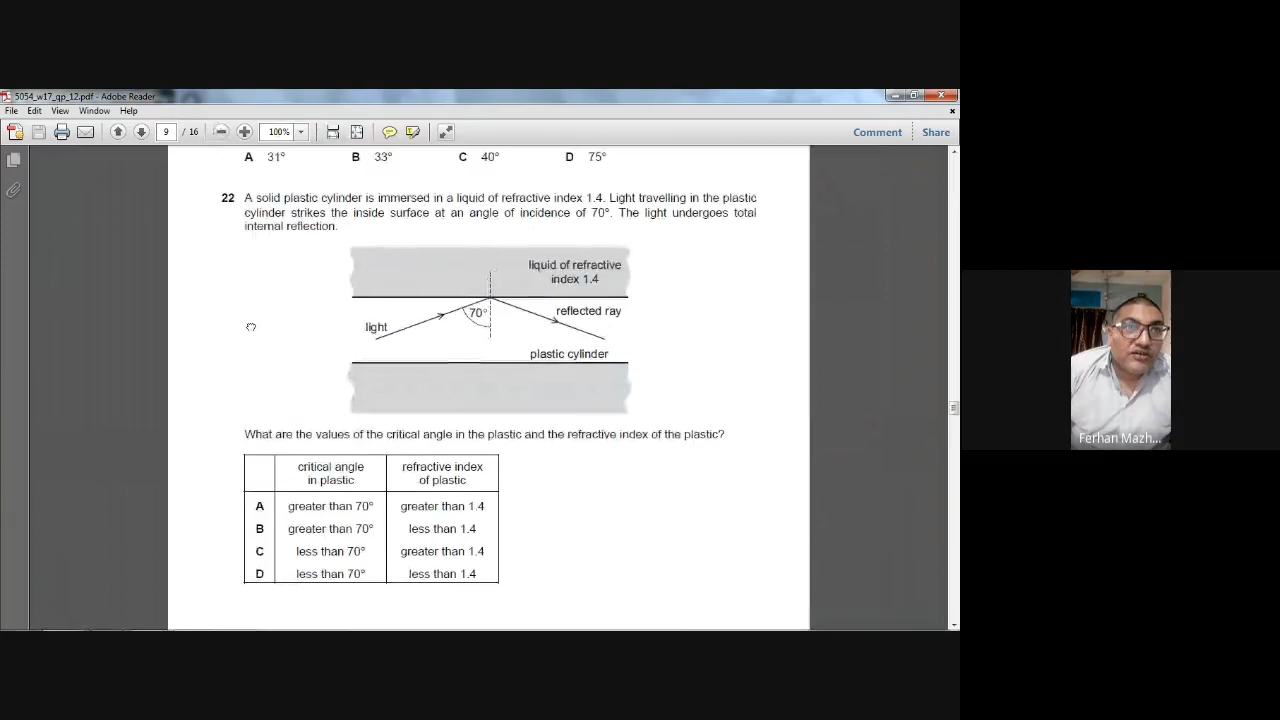 5054_w17_qp_12.pdf - Adobe Reader
File Edit View Window Help
9 / 16 100% Comment Share
A 31° B 33° C 40° D 75°
22 A solid plastic cylinder is immersed in a liquid of refractive index 1.4. Light travelling in the plastic
cylinder strikes the inside surface at an angle of incidence of 70°. The light undergoes total
internal reflection.
liquid of refractive
index 1.4
70°
reflected ray
light
plastic cylinder
What are the values of the critical angle in the plastic and the refractive index of the plastic?
critical angle refractive index
in plastic of plastic
A greater than 70° greater than 1.4
B greater than 70° less than 1.4
C less than 70° greater than 1.4
D less than 70° less than 1.4
Ferhan Mazh...